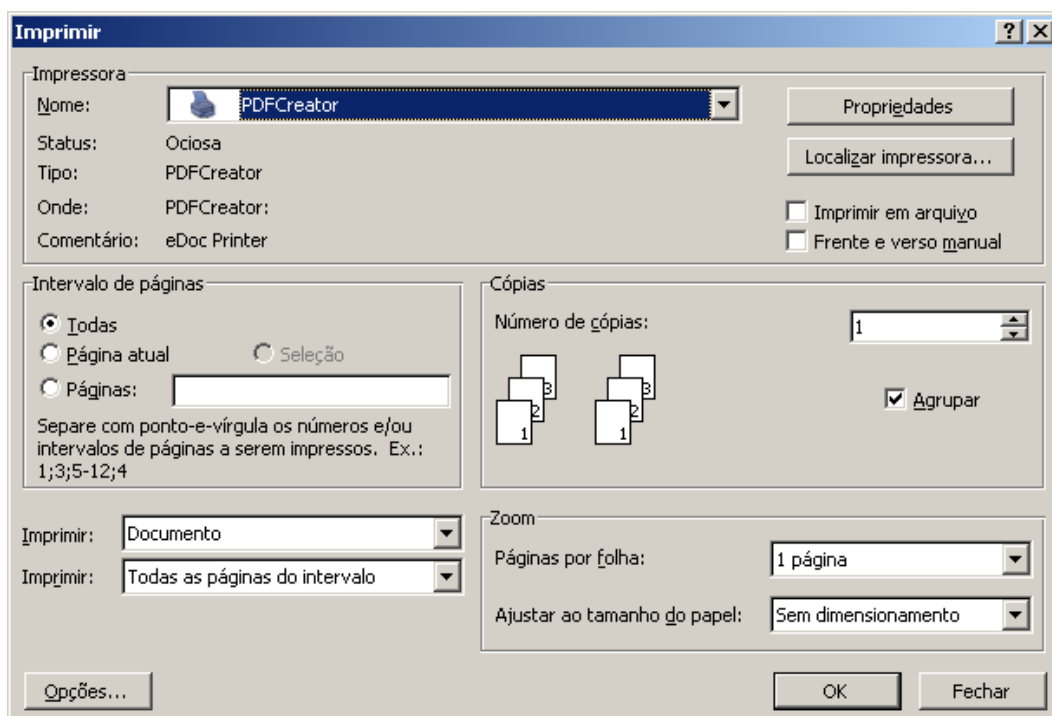 Imprimir
Impressora
Nome: PDFCreator Propriedades
Status: Ociosa
Localizar impressora...
Tipo: PDFCreator
Onde: PDFCreator: Imprimir em arquivo
Comentário: eDoc Printer Frente e verso manual
Intervalo de páginas
Todas
Página atual Seleção
Páginas:
Separe com ponto-e-vírgula os números e/ou
intervalos de páginas a serem impressos. Ex.:
1;3;5-12;4
Cópias
Número de cópias: 1
3 3
2 2
1 1
Agrupar
Imprimir: Documento
Imprimir: Todas as páginas do intervalo
Zoom
Páginas por folha: 1 página
Ajustar ao tamanho do papel: Sem dimensionamento
Opções... OK Fechar